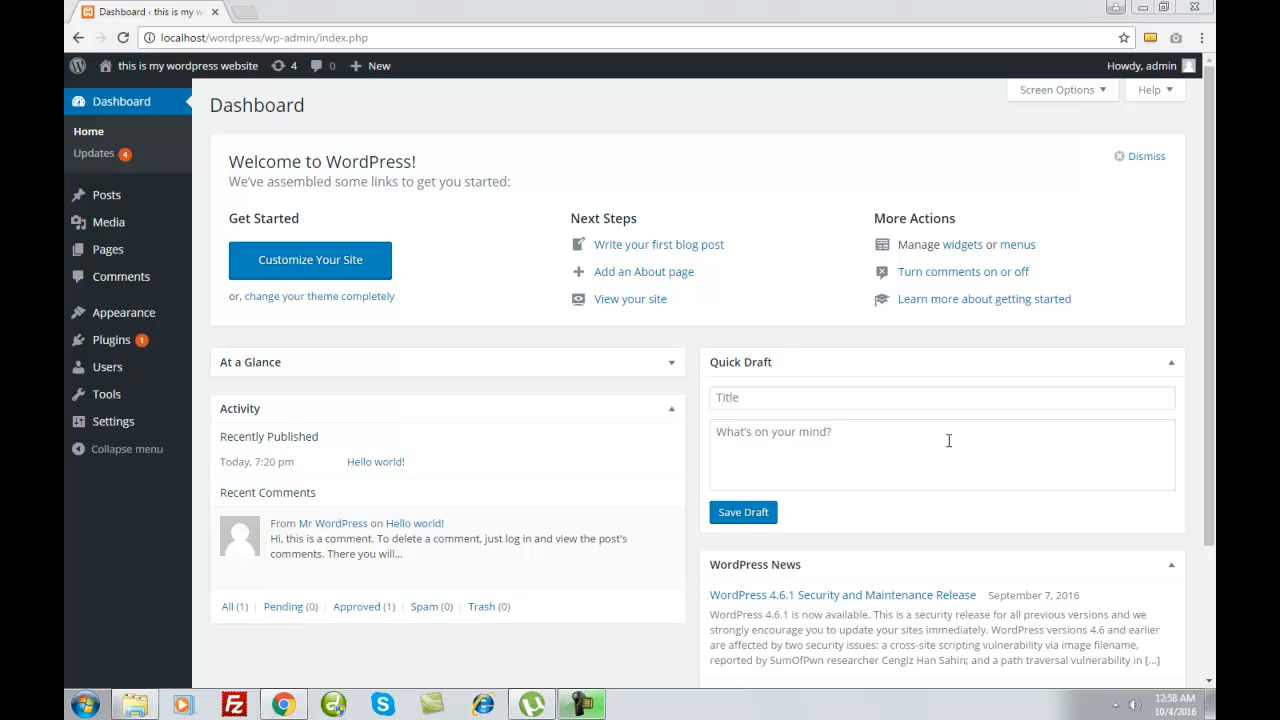 Dashboard ‹ this is my w
localhost/wordpress/wp-admin/index.php
this is my wordpress website 4 0 New
Howdy, admin
Dashboard
Home
Updates 4
Posts
Media
Pages
Comments
Appearance
Plugins 1
Users
Tools
Settings
Collapse menu
Dashboard
Screen Options
Help
Welcome to WordPress!
We've assembled some links to get you started:
Dismiss
Get Started
Customize Your Site
or, change your theme completely
Next Steps
Write your first blog post
Add an About page
View your site
More Actions
Manage widgets or menus
Turn comments on or off
Learn more about getting started
At a Glance
Activity
Recently Published
Today, 7:20 pm Hello world!
Recent Comments
From Mr WordPress on Hello world!
Hi, this is a comment. To delete a comment, just log in and view the post's
comments. There you will...
All (1) | Pending (0) | Approved (1) | Spam (0) | Trash (0)
Quick Draft
Title
What's on your mind?
Save Draft
WordPress News
WordPress 4.6.1 Security and Maintenance Release September 7, 2016
WordPress 4.6.1 is now available. This is a security release for all previous versions and we
strongly encourage you to update your sites immediately. WordPress versions 4.6 and earlier
are affected by two security issues: a cross-site scripting vulnerability via image filename,
reported by SumOfPwn researcher Cengiz Han Sahin; and a path traversal vulnerability in [...]
12:58 AM
10/4/2016